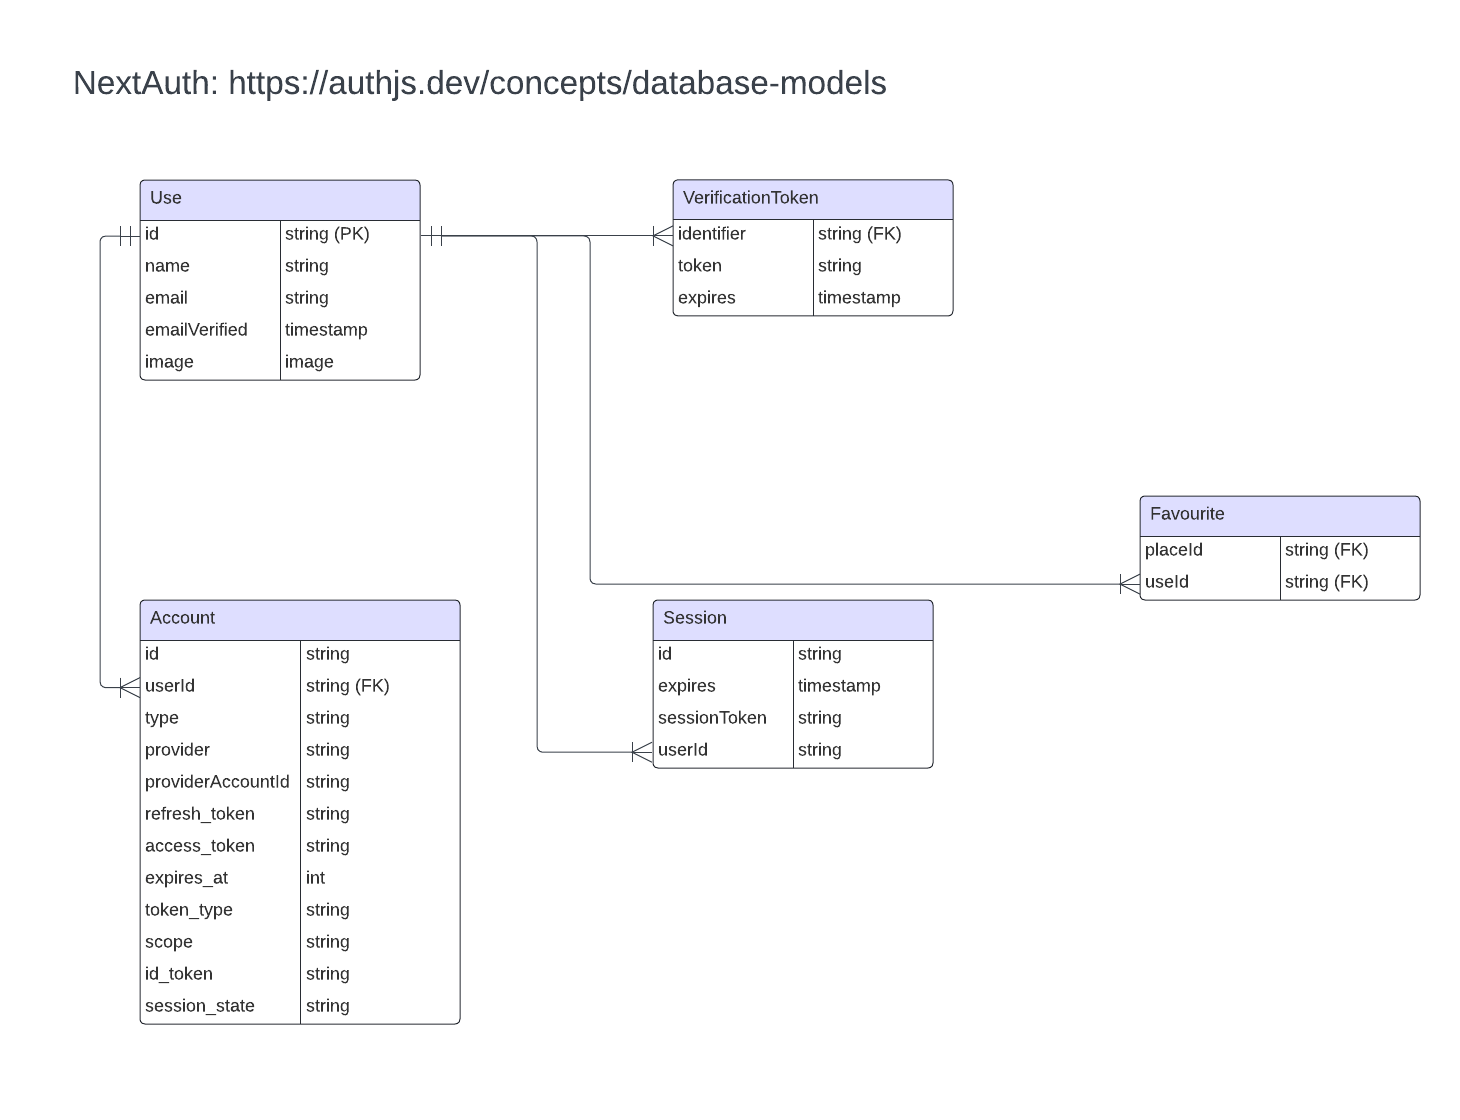 NextAuth: https://authjs.dev/concepts/database-models
Use
id string (PK)
name string
email string
emailVerified timestamp
image image
VerificationToken
identifier string (FK)
token string
expires timestamp
Favourite
placeId string (FK)
useId string (FK)
Account
id string
userId string (FK)
type string
provider string
providerAccountId string
refresh_token string
access_token string
expires_at int
token_type string
scope string
id_token string
session_state string
Session
id string
expires timestamp
sessionToken string
userId string